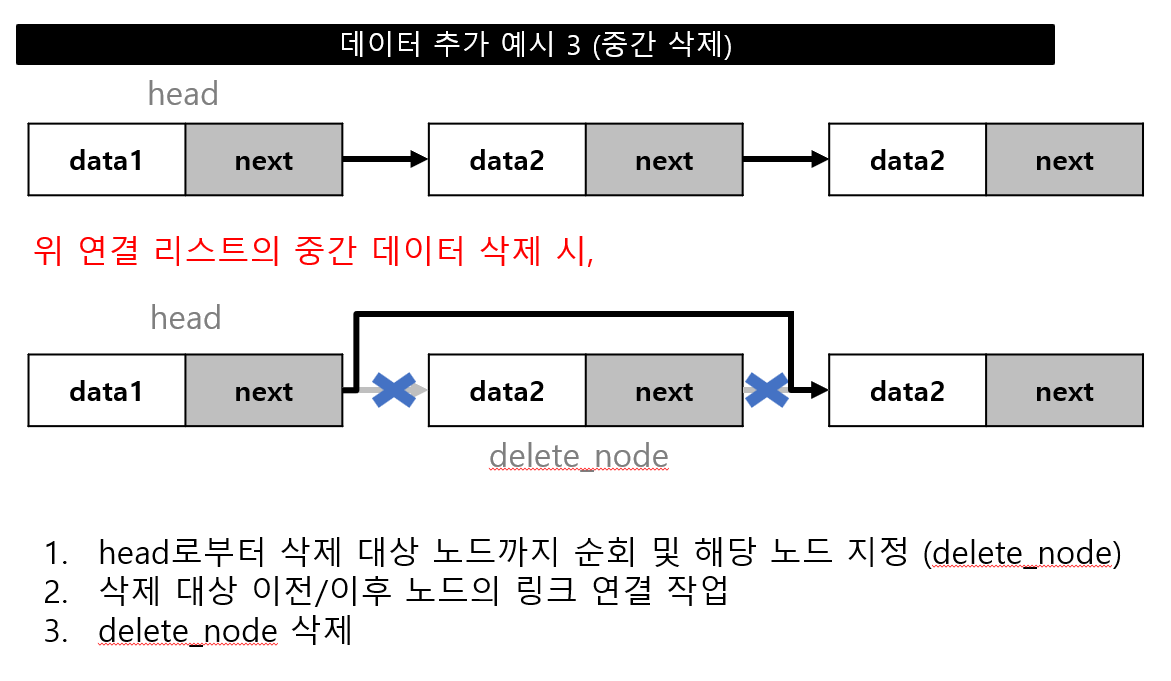 데이터 추가 예시 3 (중간 삭제)
head
data1 next data2 next data2 next
위 연결 리스트의 중간 데이터 삭제 시,
head
data1 next data2 next data2 next
delete_node
1. head로부터 삭제 대상 노드까지 순회 및 해당 노드 지정 (delete_node)
2. 삭제 대상 이전/이후 노드의 링크 연결 작업
3. delete_node 삭제